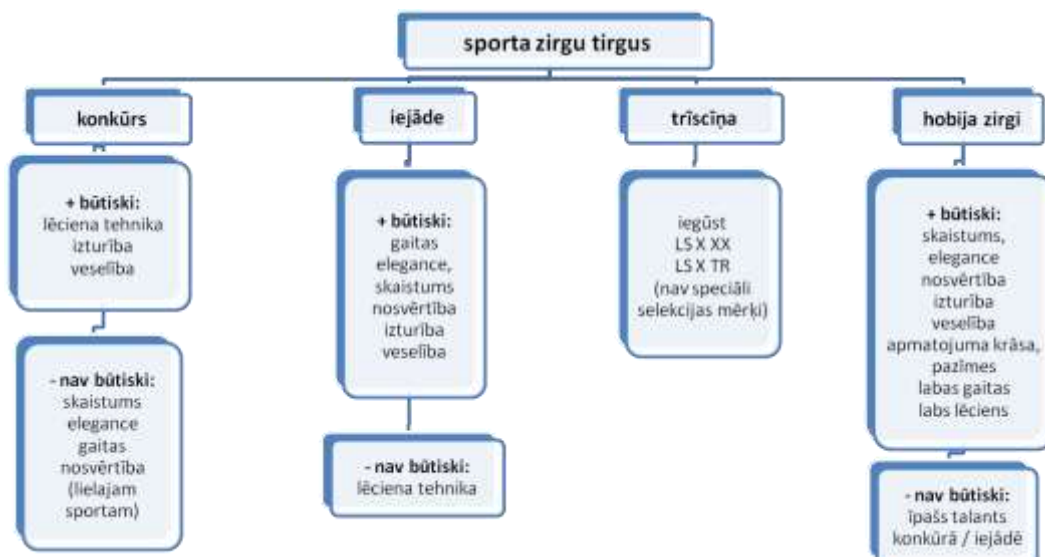 sporta zirgu tirgus
konkūrs
+ būtiski:
lēciena tehnika
izturība
veselība
- nav būtiski:
skaistums
elegance
gaitas
nosvērtība
(lielajam
sportam)
iejāde
+ būtiski:
gaitas
elegance,
skaistums
nosvērtība
izturība
veselība
- nav būtiski:
lēciena tehnika
trīscīņa
iegūst
LS X XX
LS X TR
(nav speciāli
selekcijas mērķi)
hobija zirgi
+ būtiski:
skaistums,
elegance
nosvērtība
izturība
veselība
apmatojuma krāsa,
pazīmes
labas gaitas
labs lēciens
- nav būtiski:
īpašs talants
konkūrā / iejādē